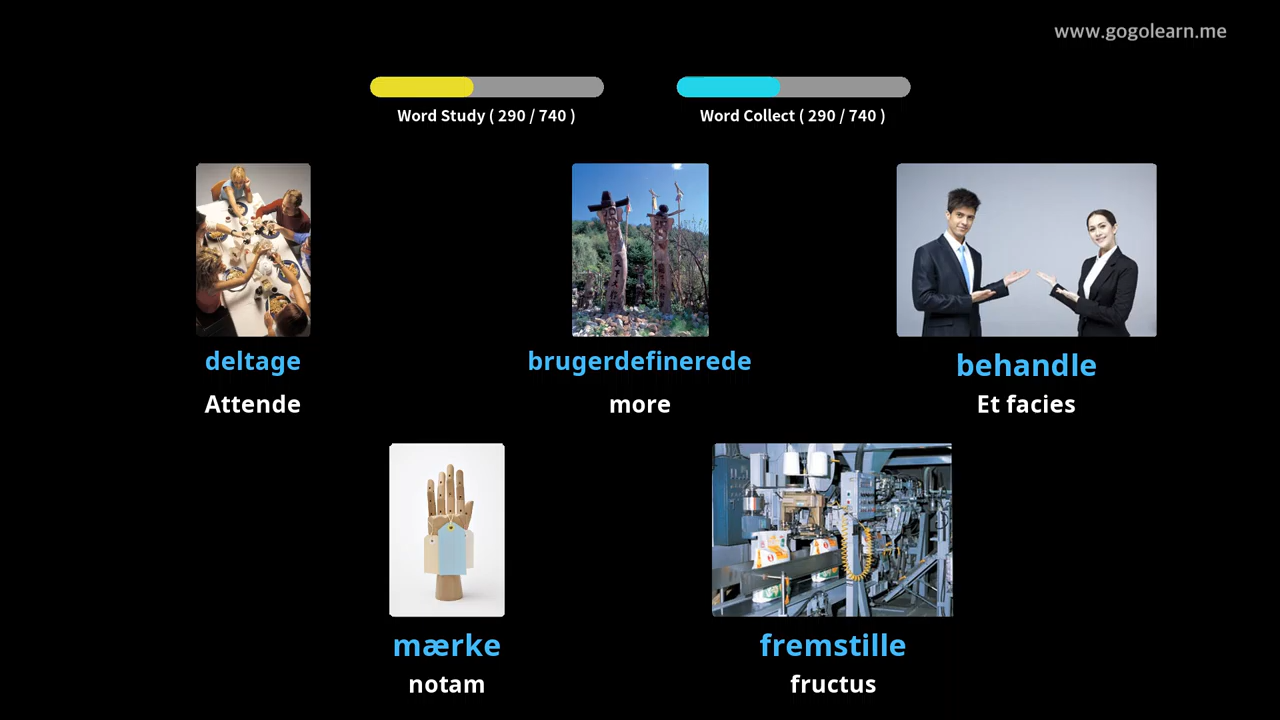 www.gogolearn.me
Word Study ( 290 / 740 )
Word Collect ( 290 / 740 )
deltage
brugerdefinerede
behandle
Attende
more
Et facies
mærke
fremstille
notam
fructus